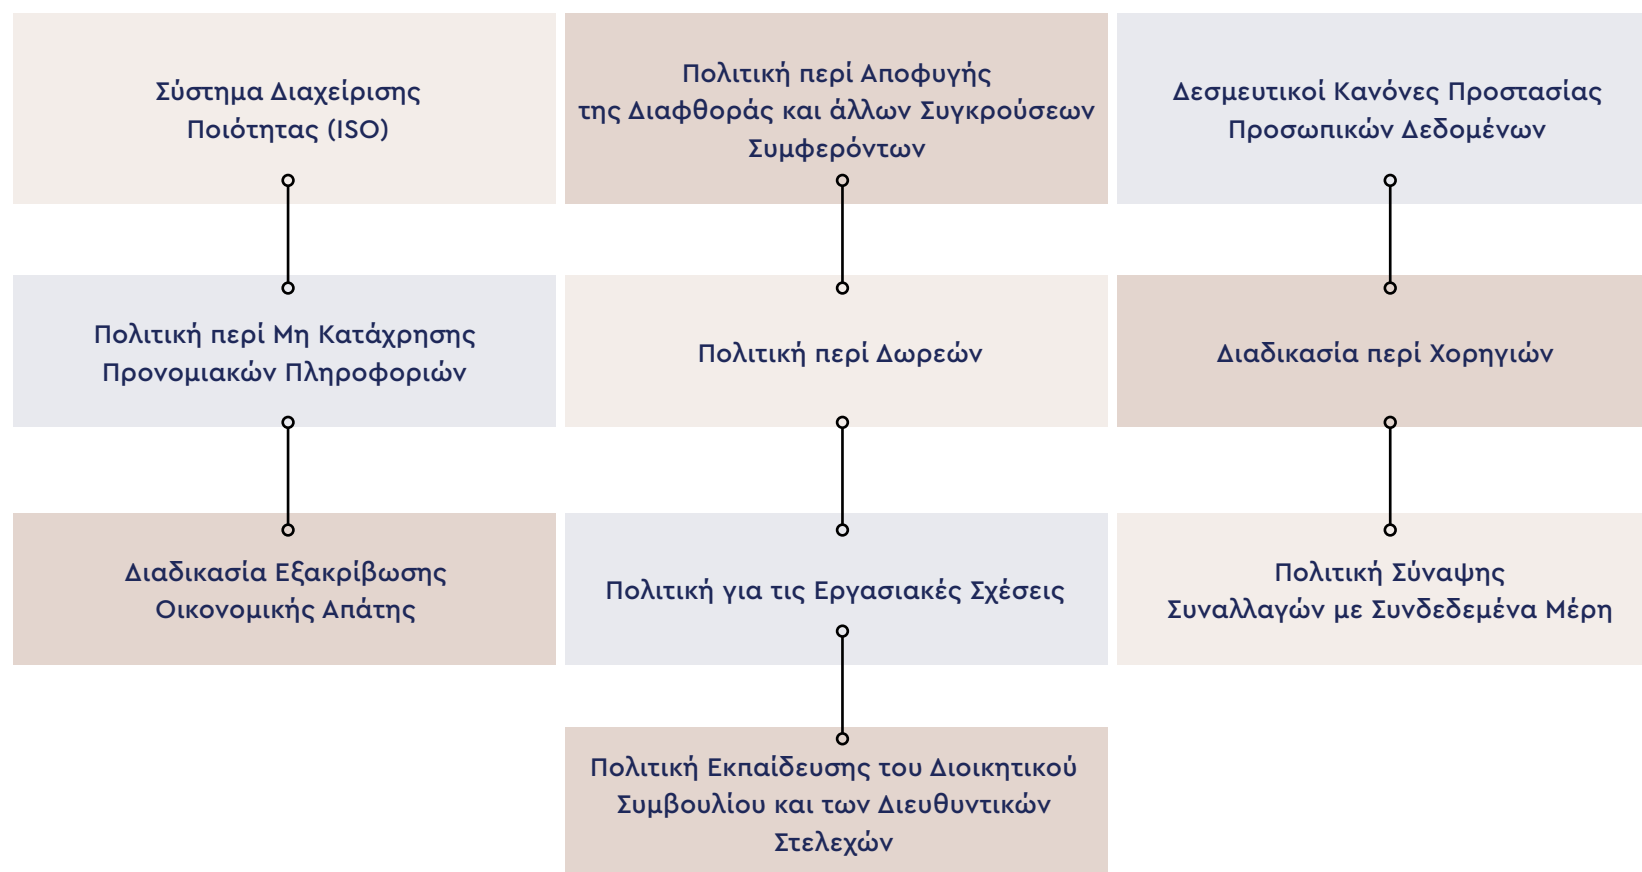 Σύστημα Διαχείρισης
Ποιότητας (ISO)
Πολιτική περί Αποφυγής
της Διαφθοράς και άλλων Συγκρούσεων
Συμφερόντων
Δεσμευτικοί Κανόνες Προστασίας
Προσωπικών Δεδομένων
Πολιτική περί Μη Κατάχρησης
Προνομιακών Πληροφοριών
Πολιτική περί Δωρεών
Διαδικασία περί Χορηγιών
Διαδικασία Εξακρίβωσης
Οικονομικής Απάτης
Πολιτική για τις Εργασιακές Σχέσεις
Πολιτική Σύναψης
Συναλλαγών με Συνδεδεμένα Μέρη
Πολιτική Εκπαίδευσης του Διοικητικού
Συμβουλίου και των Διευθυντικών
Στελεχών